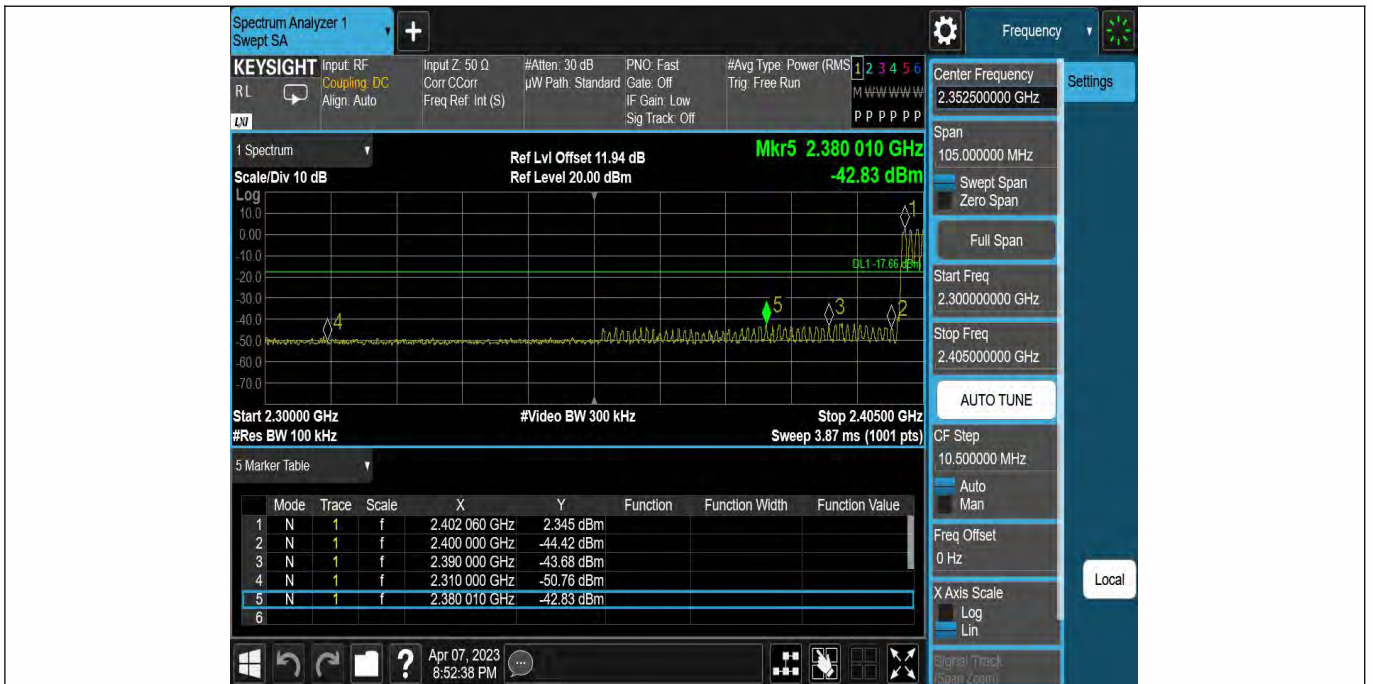 Spectrum Analyzer 1
Swept SA
+
Frequency
KEYSIGHT
RL
LXI
Input: RF
Coupling: DC
Align: Auto
Input Z: 50 Ω
Corr CCorr
Freq Ref: Int (S)
#Atten: 30 dB
µW Path: Standard
PNO: Fast
Gate: Off
IF Gain: Low
Sig Track: Off
#Avg Type: Power (RMS
Trig: Free Run
1 2 3 4 5 6
M W W W W W
P P P P P P
1 Spectrum
Scale/Div 10 dB
Ref Lvl Offset 11.94 dB
Ref Level 20.00 dBm
Mkr5 2.380 010 GHz
-42.83 dBm
Log
10.0
0.00
-10.0
-20.0
-30.0
-40.0
-50.0
-60.0
-70.0
1
DL1 -17.66 dBm
5
3
2
4
Start 2.30000 GHz
#Video BW 300 kHz
Stop 2.40500 GHz
#Res BW 100 kHz
Sweep 3.87 ms (1001 pts)
5 Marker Table
Mode Trace Scale X Y Function Function Width Function Value
1 N 1 f 2.402 060 GHz 2.345 dBm
2 N 1 f 2.400 000 GHz -44.42 dBm
3 N 1 f 2.390 000 GHz -43.68 dBm
4 N 1 f 2.310 000 GHz -50.76 dBm
5 N 1 f 2.380 010 GHz -42.83 dBm
6
Center Frequency
2.352500000 GHz
Settings
Span
105.000000 MHz
Swept Span
Zero Span
Full Span
Start Freq
2.300000000 GHz
Stop Freq
2.405000000 GHz
AUTO TUNE
CF Step
10.500000 MHz
Auto
Man
Freq Offset
0 Hz
X Axis Scale
Log
Lin
Signal Track
(Span Zoom)
Local
?
Apr 07, 2023
8:52:38 PM